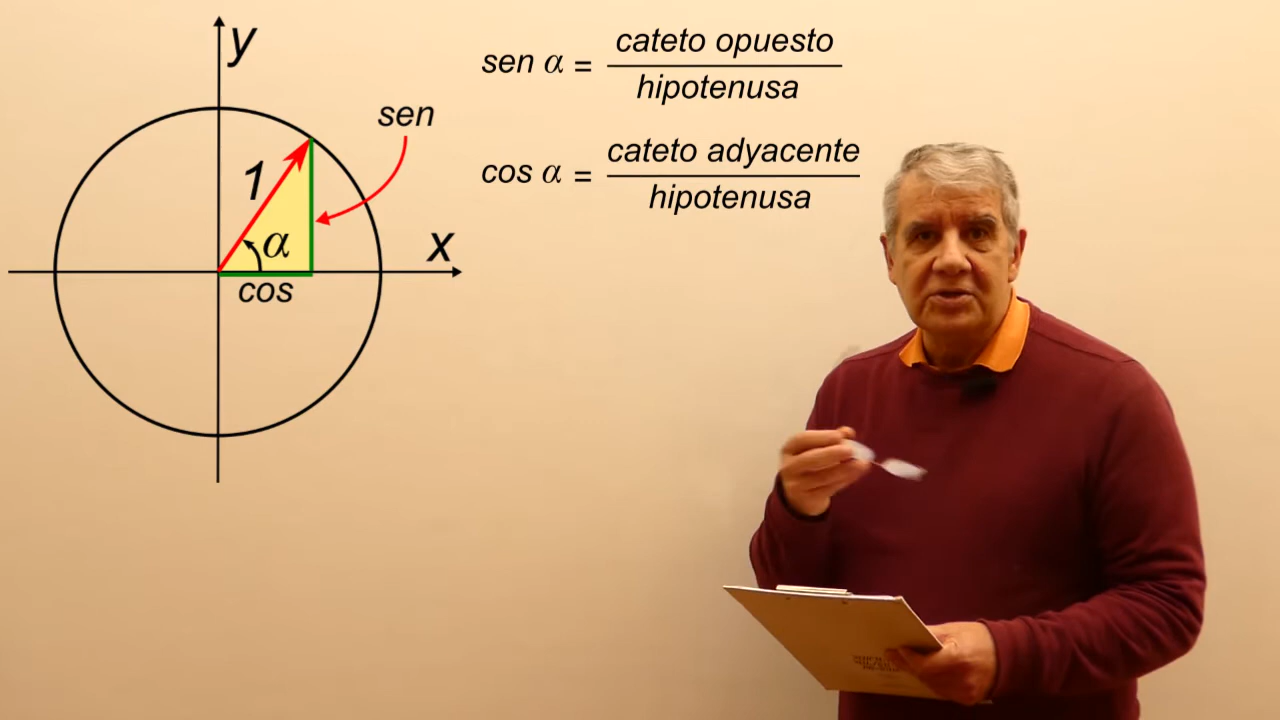 y
sen
1
α
x
cos
sen α = cateto opuesto
hipotenusa
cos α = cateto adyacente
hipotenusa